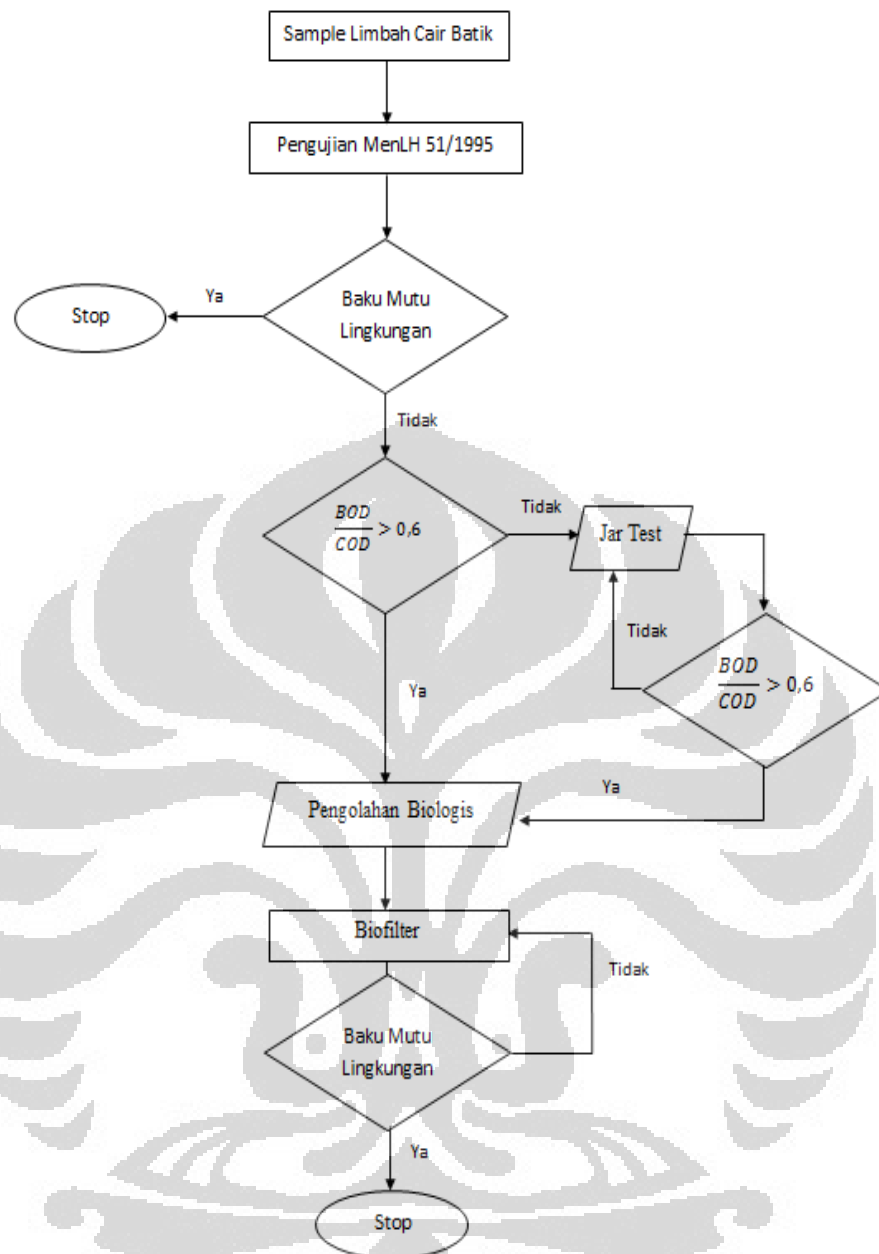 Sample Limbah Cair Batik
Pengujian MenLH 51/1995
Baku Mutu
Lingkungan
Ya
Stop
Tidak
BOD
COD > 0,6
Tidak
Jar Test
Tidak
BOD
COD > 0,6
Ya
Ya
Pengolahan Biologis
Biofilter
Tidak
Baku Mutu
Lingkungan
Ya
Stop